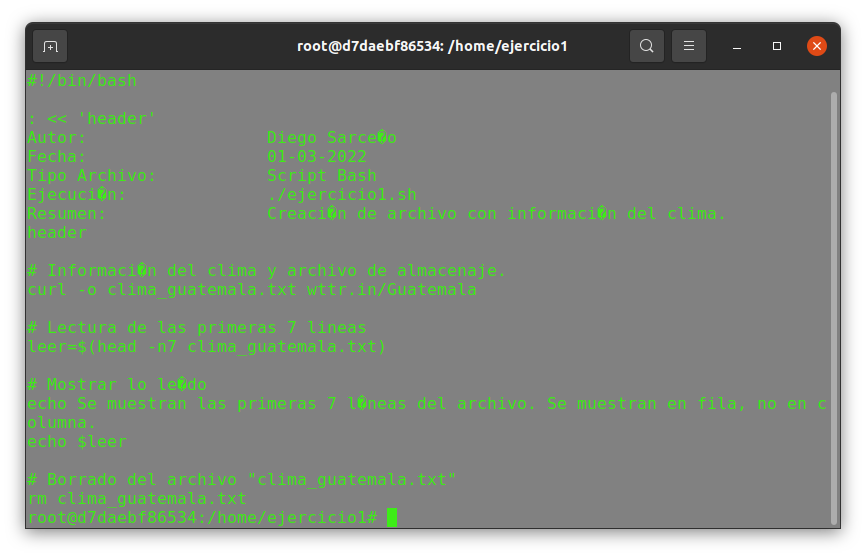 root@d7daebf86534: /home/ejercicio1
#!/bin/bash
: << 'header'
Autor: Diego Sarce�o
Fecha: 01-03-2022
Tipo Archivo: Script Bash
Ejecuci�n: ./ejercicio1.sh
Resumen: Creaci�n de archivo con informaci�n del clima.
header
# Informaci�n del clima y archivo de almacenaje.
curl -o clima_guatemala.txt wttr.in/Guatemala
# Lectura de las primeras 7 lineas
leer=$(head -n7 clima_guatemala.txt)
# Mostrar lo le�do
echo Se muestran las primeras 7 l�neas del archivo. Se muestran en fila, no en c
olumna.
echo $leer
# Borrado del archivo "clima_guatemala.txt"
rm clima_guatemala.txt
root@d7daebf86534:/home/ejercicio1#